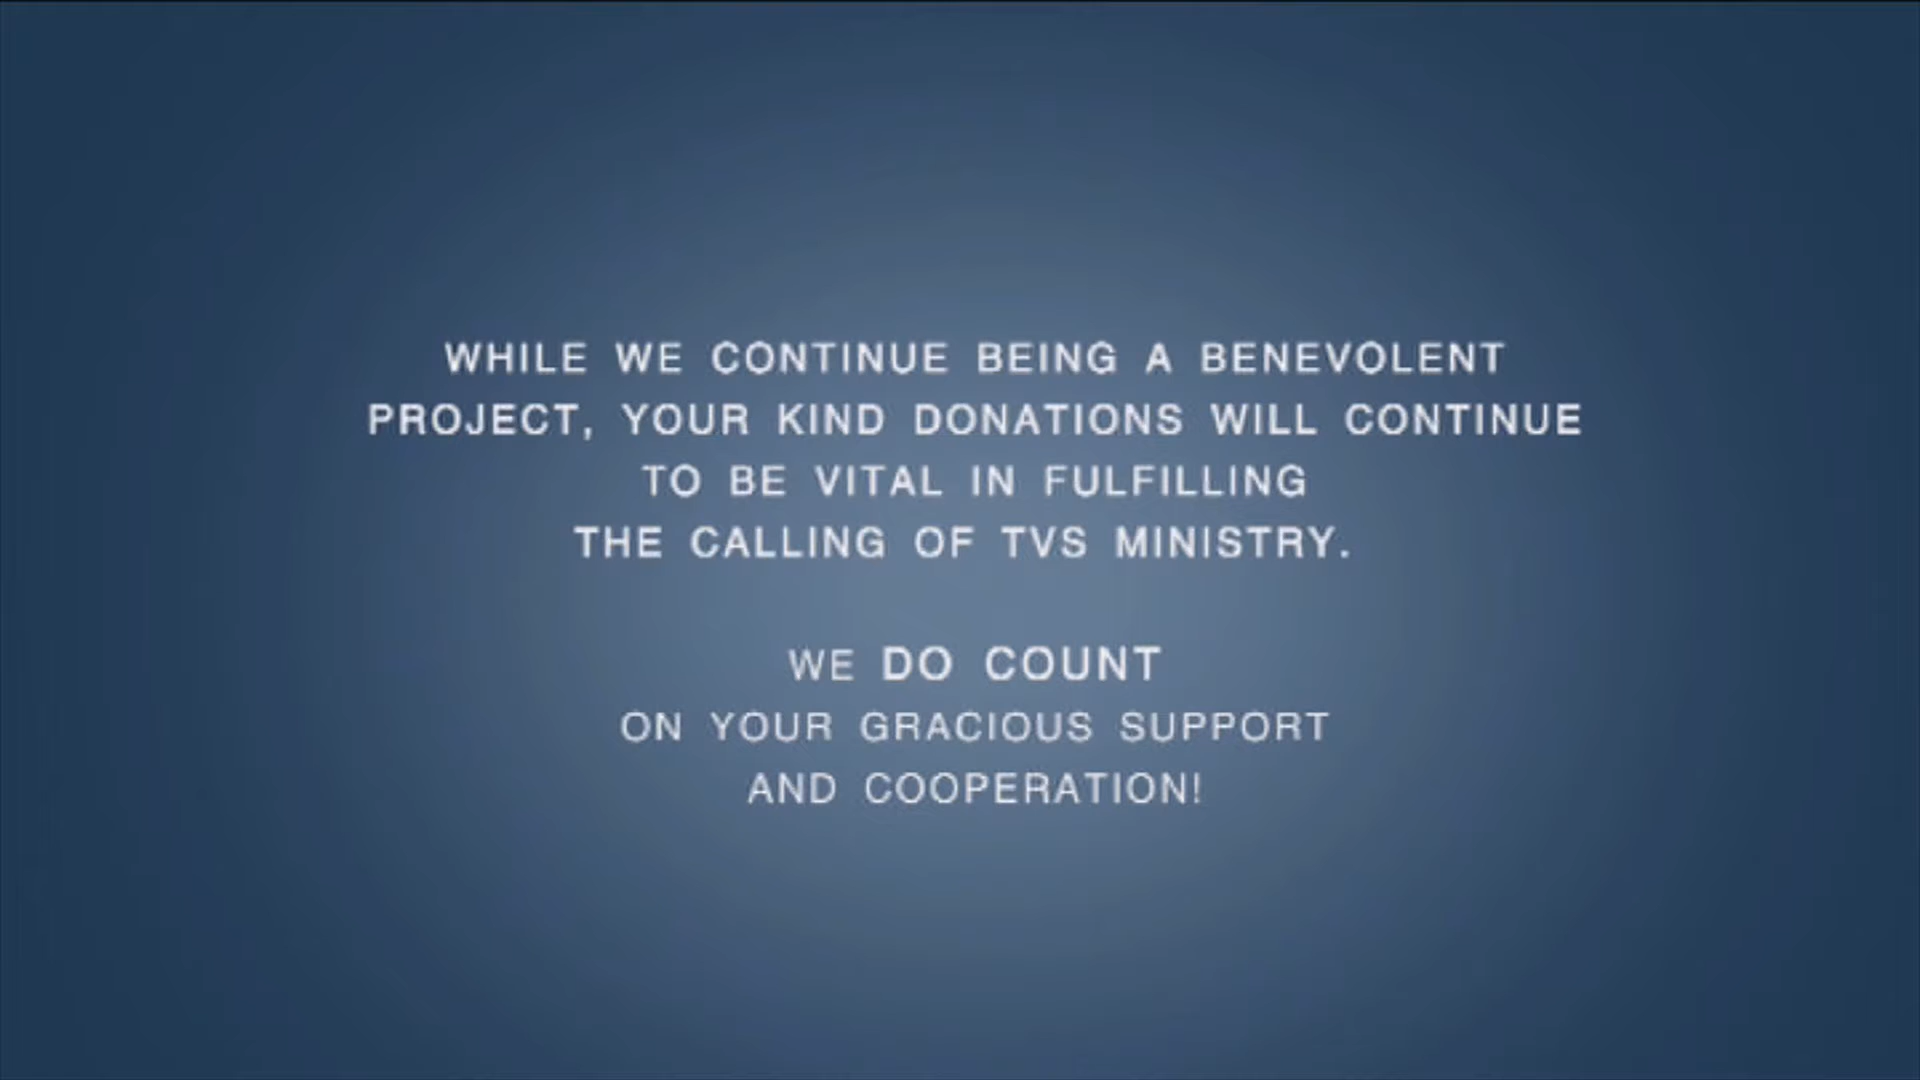 WHILE WE CONTINUE BEING A BENEVOLENT
PROJECT, YOUR KIND DONATIONS WILL CONTINUE
TO BE VITAL IN FULFILLING
THE CALLING OF TVS MINISTRY.
WE DO COUNT
ON YOUR GRACIOUS SUPPORT
AND COOPERATION!